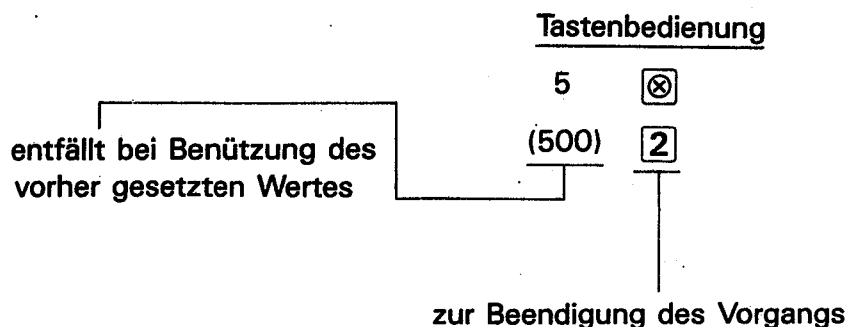 Tastenbedienung
5 ⊗
(500) 2
entfällt bei Benützung des
vorher gesetzten Wertes
zur Beendigung des Vorgangs